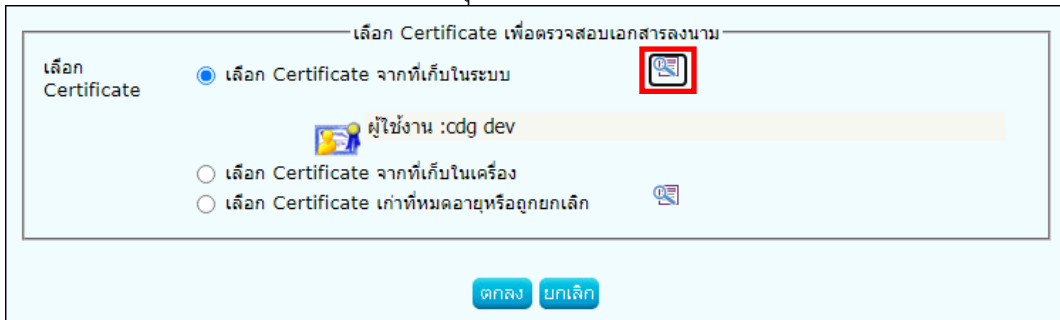 เลือก Certificate เพื่อตรวจสอบเอกสารลงนาม
เลือก
Certificate
เลือก Certificate จากที่เก็บในระบบ
ผู้ใช้งาน :cdg dev
เลือก Certificate จากที่เก็บในเครื่อง
เลือก Certificate เก่าที่หมดอายุหรือถูกยกเลิก
ตกลง ยกเลิก